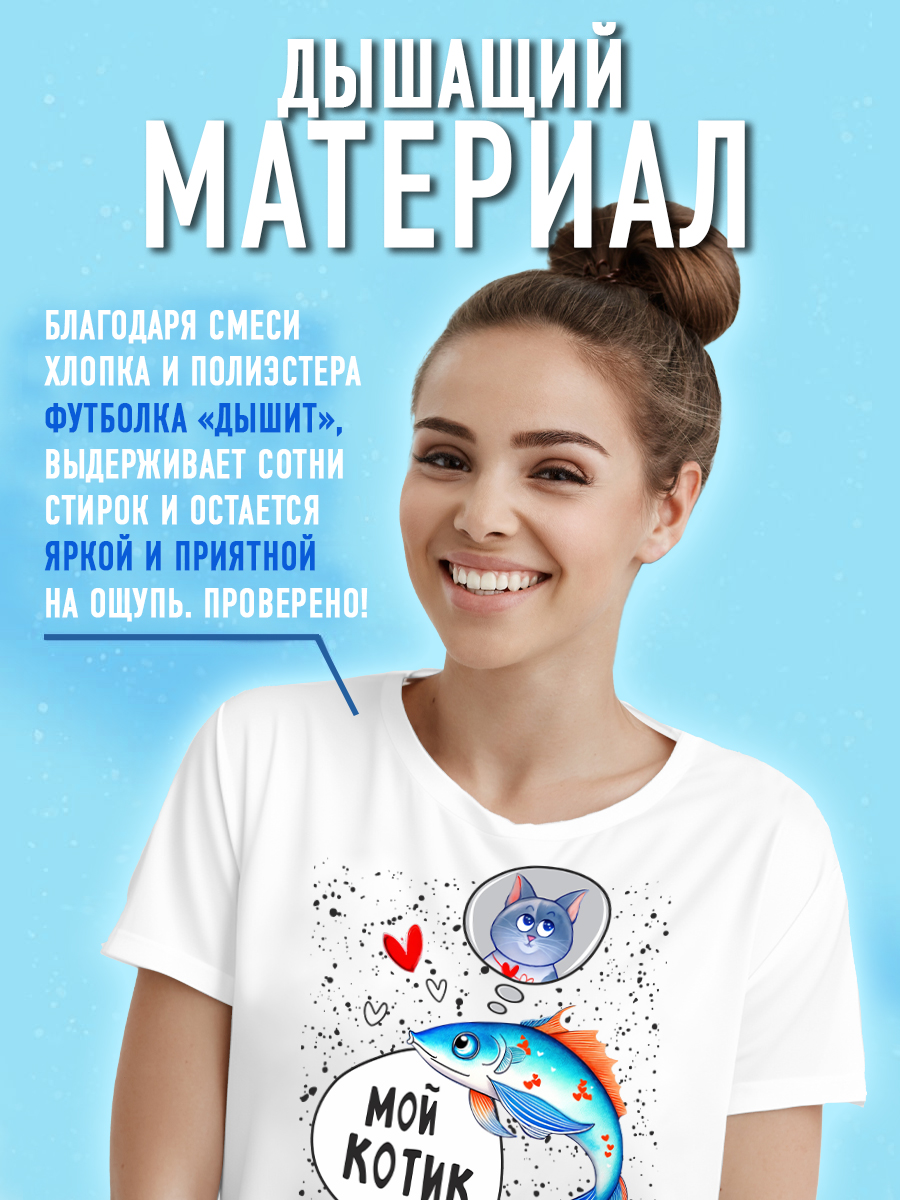 ДЫШАЩИЙ
МАТЕРИАЛ
БЛАГОДАРЯ СМЕСИ
ХЛОПКА И ПОЛИЭСТЕРА
ФУТБОЛКА «ДЫШИТ»,
ВЫДЕРЖИВАЕТ СОТНИ
СТИРОК И ОСТАЕТСЯ
ЯРКОЙ И ПРИЯТНОЙ
НА ОЩУПЬ. ПРОВЕРЕНО!
МОЙ
КОТИК